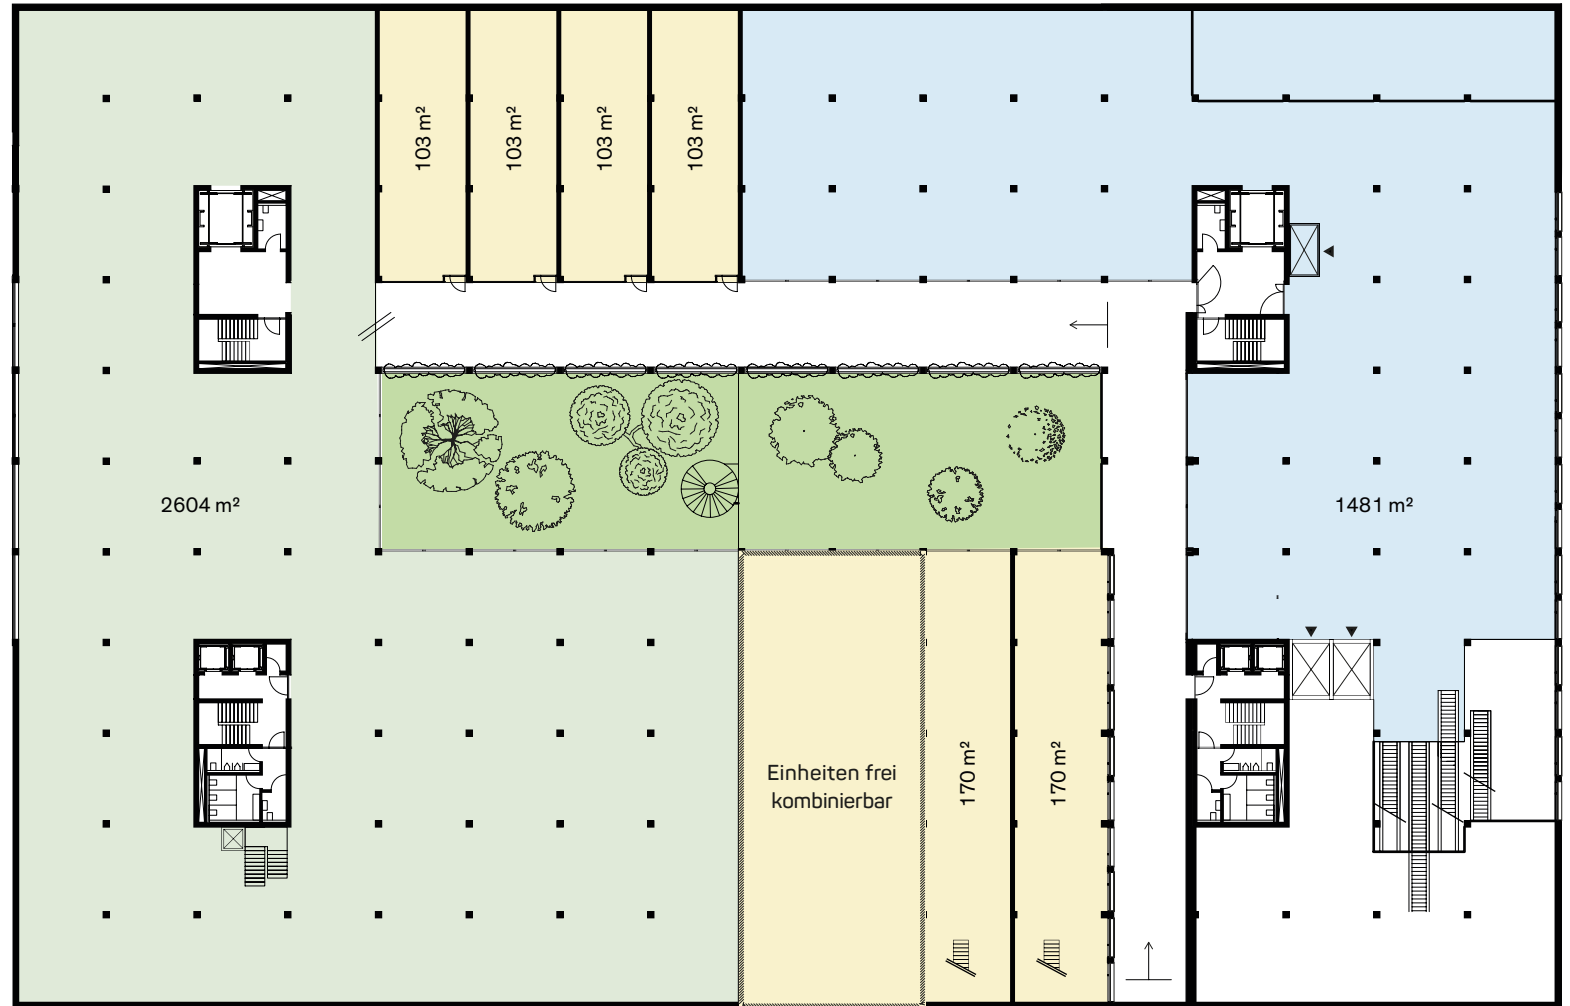 103 m²
103 m²
103 m²
103 m²
2604 m²
1481 m²
Einheiten frei
kombinierbar
170 m²
170 m²